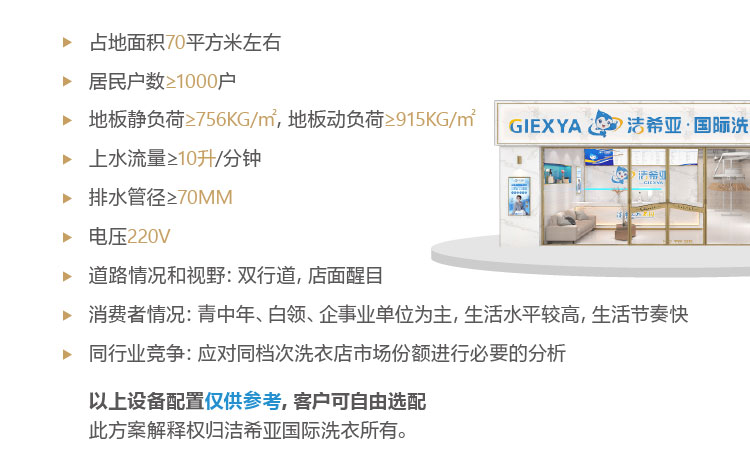 占地面积70平方米左右
居民户数≥1000户
地板静负荷≥756KG/㎡, 地板动负荷≥915KG/㎡
上水流量≥10升/分钟
排水管径≥70MM
电压220V
道路情况和视野：双行道，店面醒目
消费者情况：青中年、白领、企事业单位为主，生活水平较高，生活节奏快
同行业竞争：应对同档次洗衣店市场份额进行必要的分析
以上设备配置仅供参考，客户可自由选配
此方案解释权归洁希亚国际洗衣所有。
GIEXYA 洁希亚·国际洗
洁希亚
GIEXYA